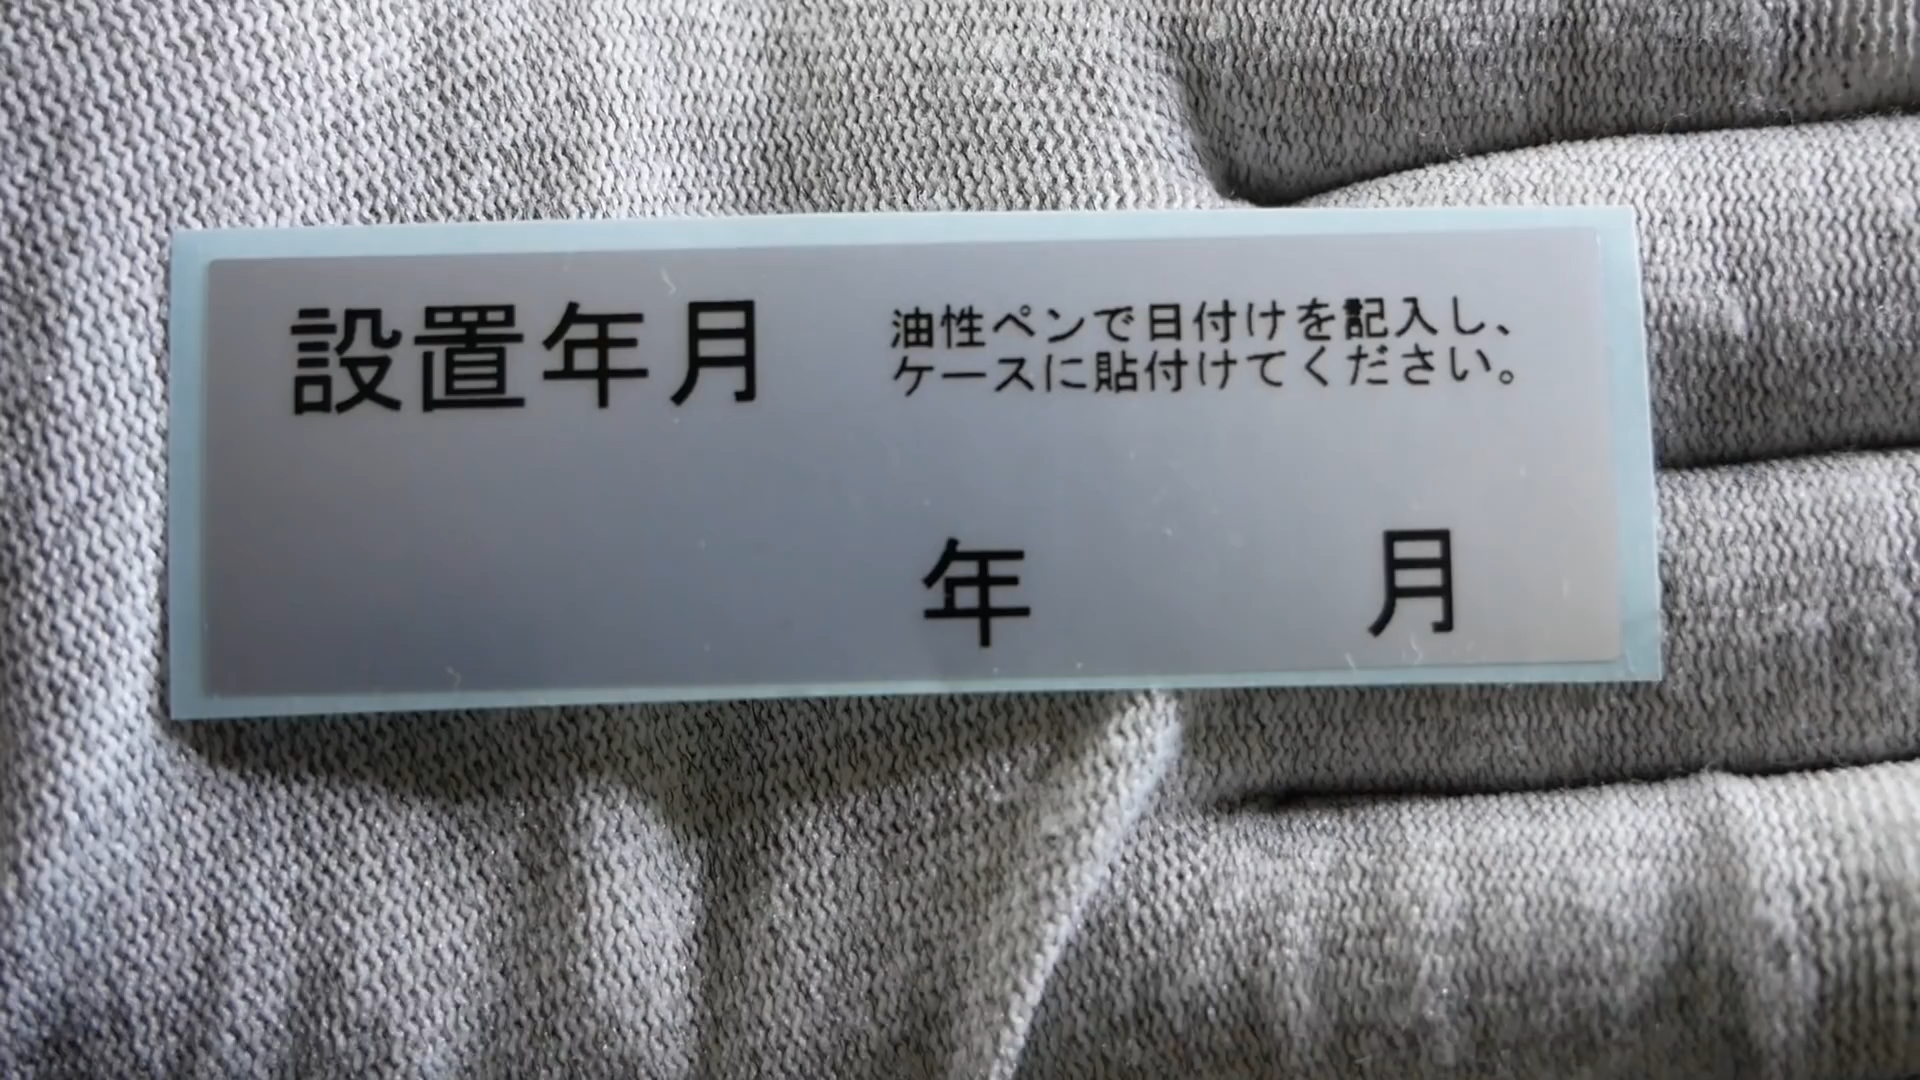 設置年月
油性ペンで日付けを記入し、
ケースに貼付けてください。
年 月